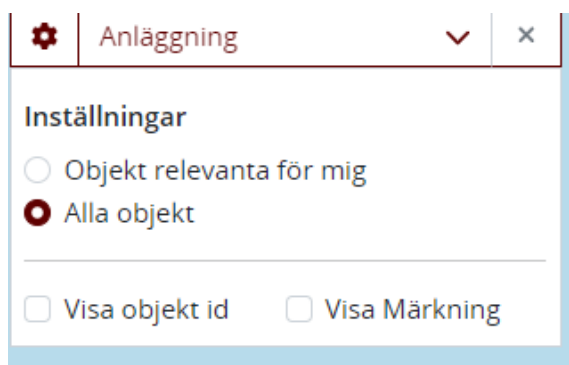 Anläggning
Inställningar
Objekt relevanta för mig
Alla objekt
Visa objekt id Visa Märkning